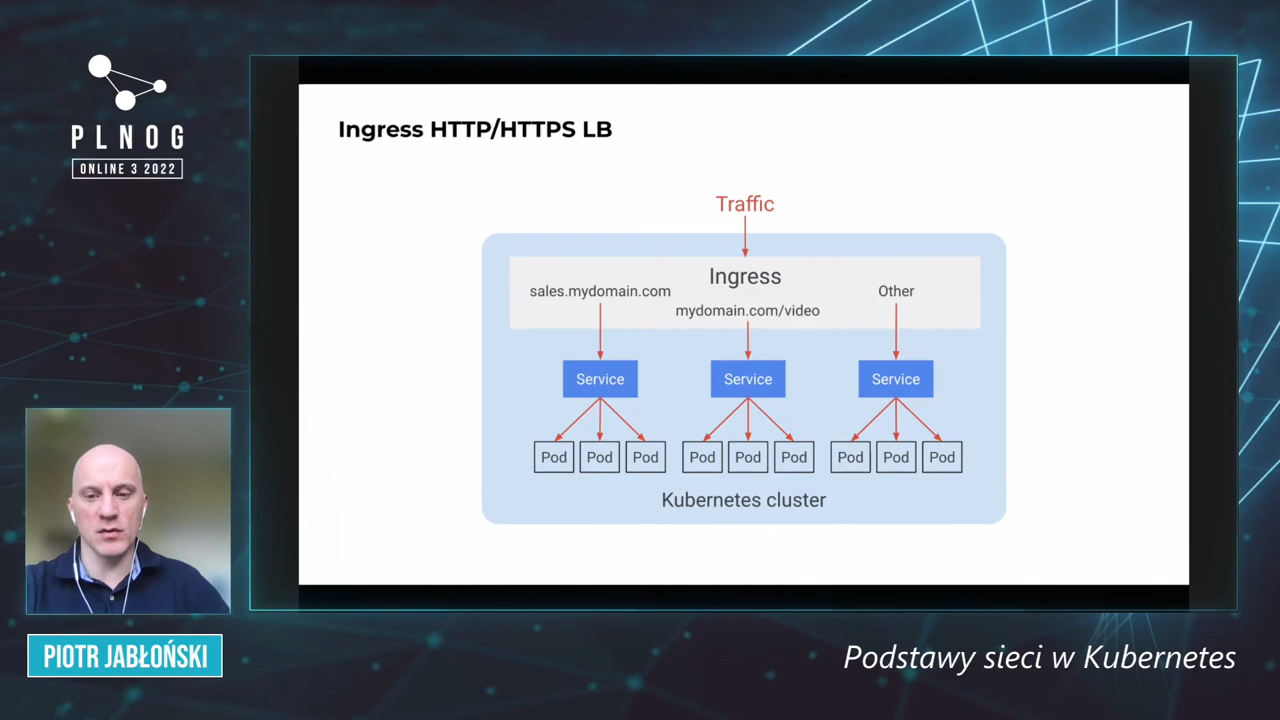 PLNOG
ONLINE 3 2022
Ingress HTTP/HTTPS LB
Traffic
Ingress
sales.mydomain.com
mydomain.com/video
Other
Service Service Service
Pod Pod Pod Pod Pod Pod Pod Pod Pod
Kubernetes cluster
PIOTR JABŁOŃSKI
Podstawy sieci w Kubernetes